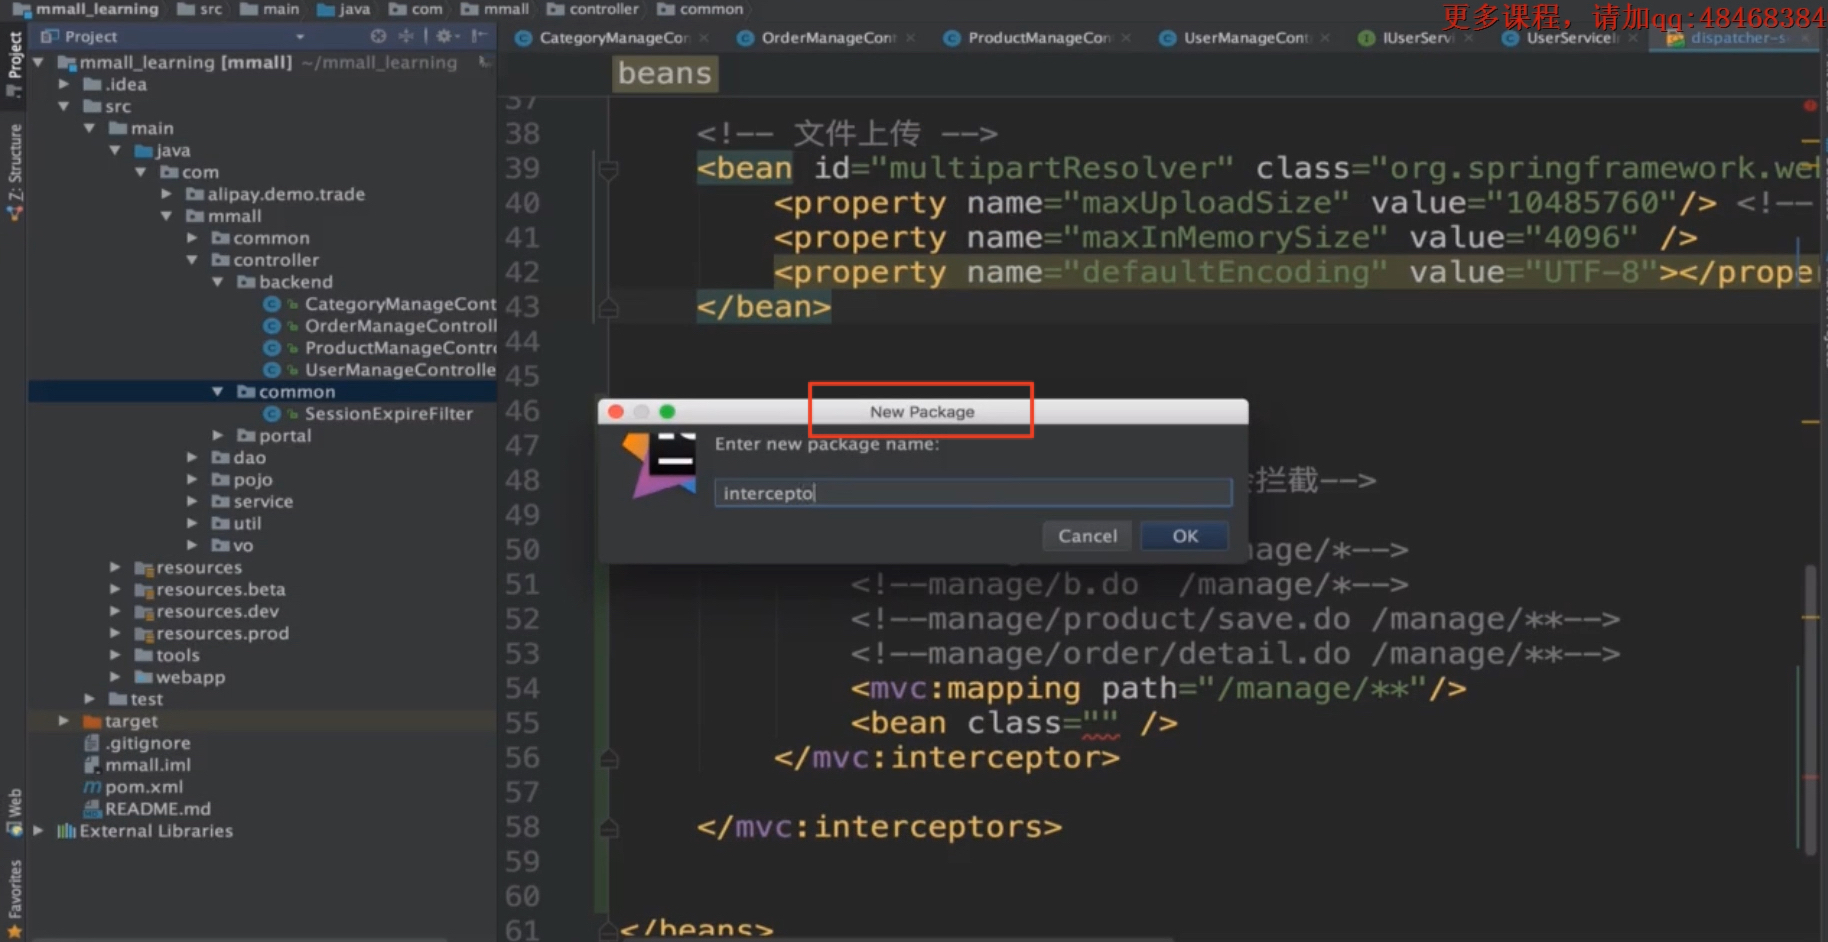 mmall_learning src main java com mmall controller common
更多课程，请加qq:48468384
Project
CategoryManageCon OrderManageCont ProductManageCon UserManageCont IUserServi UserServiceI dispatcher-s
Project
Z: Structure
Web
Favorites
mmall_learning [mmall] ~/mmall_learning
.idea
src
main
java
com
alipay.demo.trade
mmall
common
controller
backend
CategoryManageCont
OrderManageControll
ProductManageContr
UserManageControlle
common
SessionExpireFilter
portal
dao
pojo
service
util
vo
resources
resources.beta
resources.dev
resources.prod
tools
webapp
test
target
.gitignore
mmall.iml
pom.xml
README.md
External Libraries
beans
37
38 <!-- 文件上传 -->
39 <bean id="multipartResolver" class="org.springframework.we
40 <property name="maxUploadSize" value="10485760"/> <!--
41 <property name="maxInMemorySize" value="4096" />
42 <property name="defaultEncoding" value="UTF-8"></prope
43 </bean>
44
45
46
47
48 拦截-->
49
50 nage/*-->
51 <!--manage/b.do /manage/*-->
52 <!--manage/product/save.do /manage/**-->
53 <!--manage/order/detail.do /manage/**-->
54 <mvc:mapping path="/manage/**"/>
55 <bean class="" />
56 </mvc:interceptor>
57
58 </mvc:interceptors>
59
60
61 </beans>
New Package
Enter new package name:
intercepto
Cancel OK